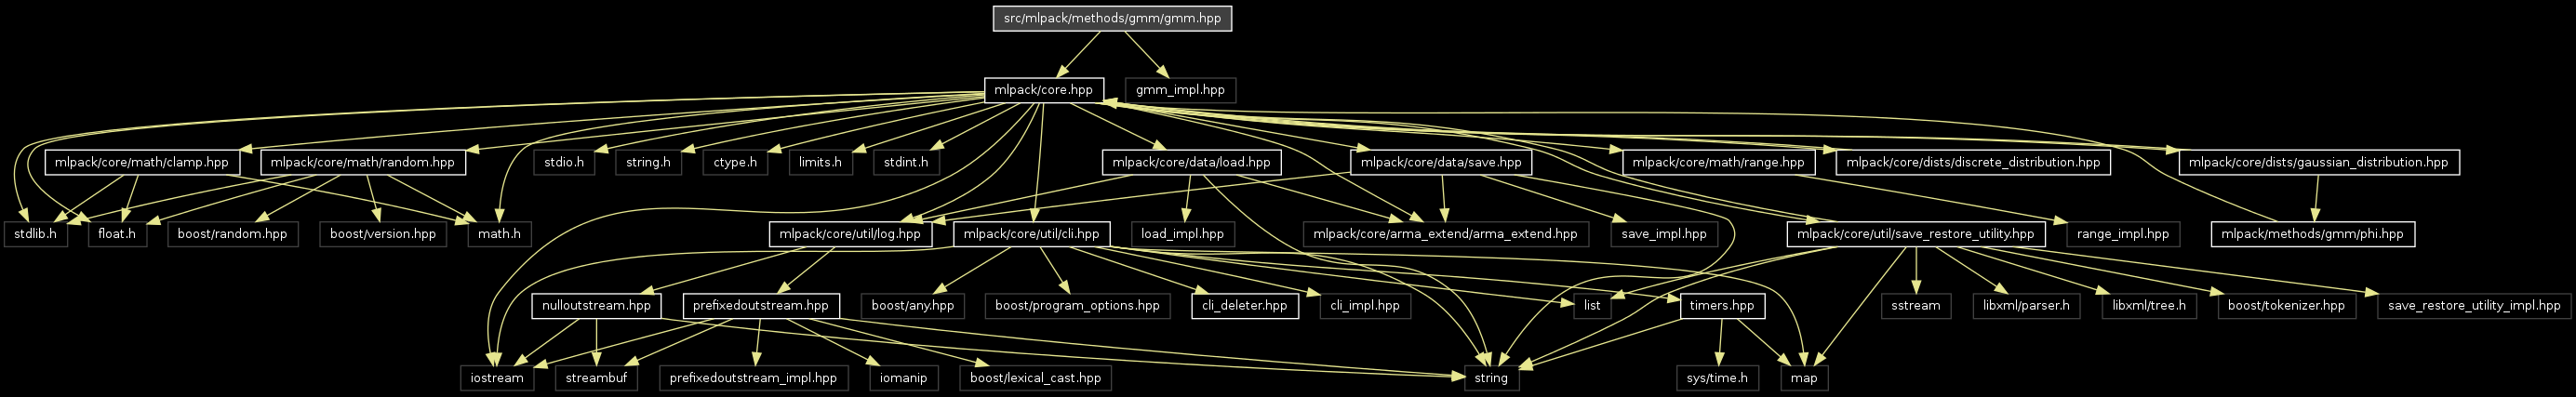 src/mlpack/methods/gmm/gmm.hpp
mlpack/core.hpp
gmm_impl.hpp
mlpack/core/math/clamp.hpp
mlpack/core/math/random.hpp
stdio.h
string.h
ctype.h
limits.h
stdint.h
mlpack/core/data/load.hpp
mlpack/core/data/save.hpp
mlpack/core/math/range.hpp
mlpack/core/dists/discrete_distribution.hpp
mlpack/core/dists/gaussian_distribution.hpp
stdlib.h
float.h
boost/random.hpp
boost/version.hpp
math.h
mlpack/core/util/log.hpp
mlpack/core/util/cli.hpp
load_impl.hpp
mlpack/core/arma_extend/arma_extend.hpp
save_impl.hpp
mlpack/core/util/save_restore_utility.hpp
range_impl.hpp
mlpack/methods/gmm/phi.hpp
nulloutstream.hpp
prefixedoutstream.hpp
boost/any.hpp
boost/program_options.hpp
cli_deleter.hpp
cli_impl.hpp
list
timers.hpp
sstream
libxml/parser.h
libxml/tree.h
boost/tokenizer.hpp
save_restore_utility_impl.hpp
iostream
streambuf
prefixedoutstream_impl.hpp
iomanip
boost/lexical_cast.hpp
string
sys/time.h
map